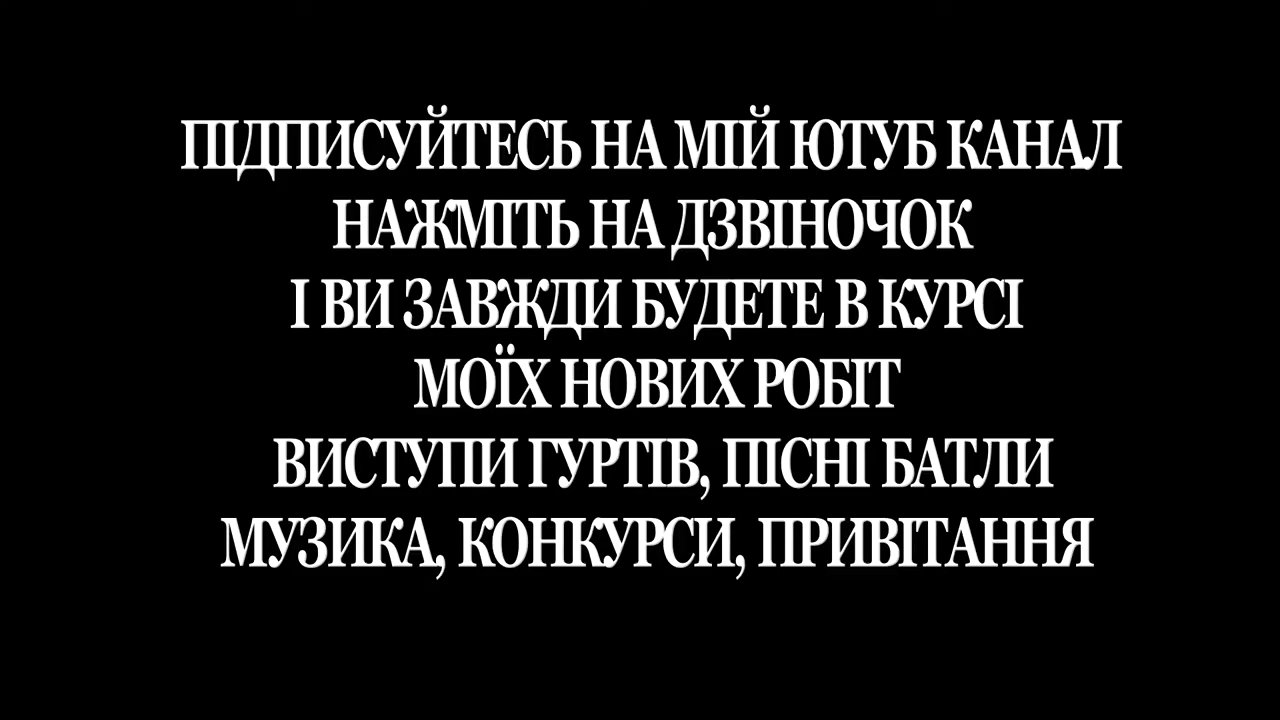 ПІДПИСУЙТЕСЬ НА МІЙ ЮТУБ КАНАЛ
НАЖМІТЬ НА ДЗВІНОЧОК
І ВИ ЗАВЖДИ БУДЕТЕ В КУРСІ
МОЇХ НОВИХ РОБІТ
ВИСТУПИ ГУРТІВ, ПІСНІ БАТЛИ
МУЗИКА, КОНКУРСИ, ПРИВІТАННЯ